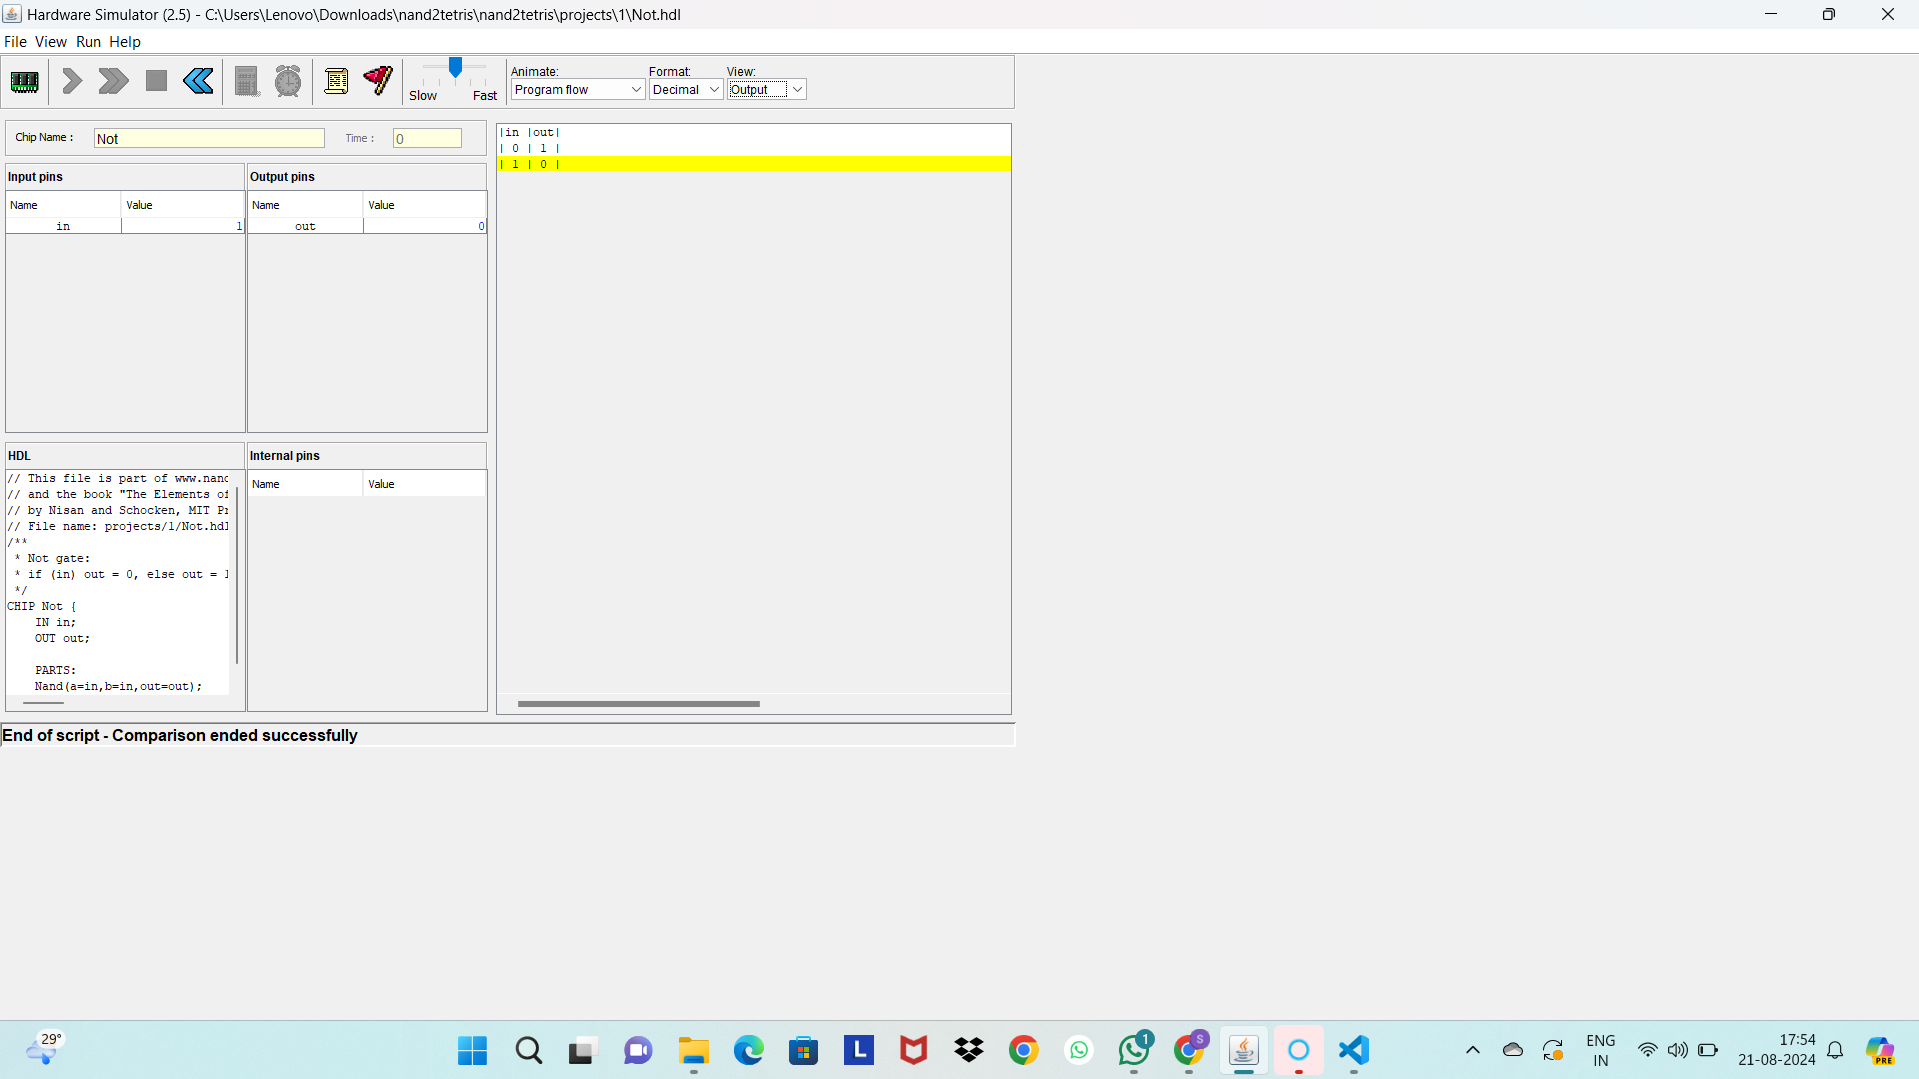 Hardware Simulator (2.5) - C:\Users\Lenovo\Downloads\nand2tetris\nand2tetris\projects\1\Not.hdl
File View Run Help
Slow Fast
Animate: Format: View:
Program flow Decimal Output
Chip Name : Not Time : 0
Input pins
Name Value
in 1
Output pins
Name Value
out 0
HDL
// This file is part of www.nand
// and the book "The Elements of
// by Nisan and Schocken, MIT Pr
// File name: projects/1/Not.hdl
/**
* Not gate:
* if (in) out = 0, else out = 1
*/
CHIP Not {
IN in;
OUT out;
PARTS:
Nand(a=in,b=in,out=out);
Internal pins
Name Value
|in |out|
| 0 | 1 |
| 1 | 0 |
End of script - Comparison ended successfully
29°
L
1
S
ENG
IN
17:54
21-08-2024
PRE